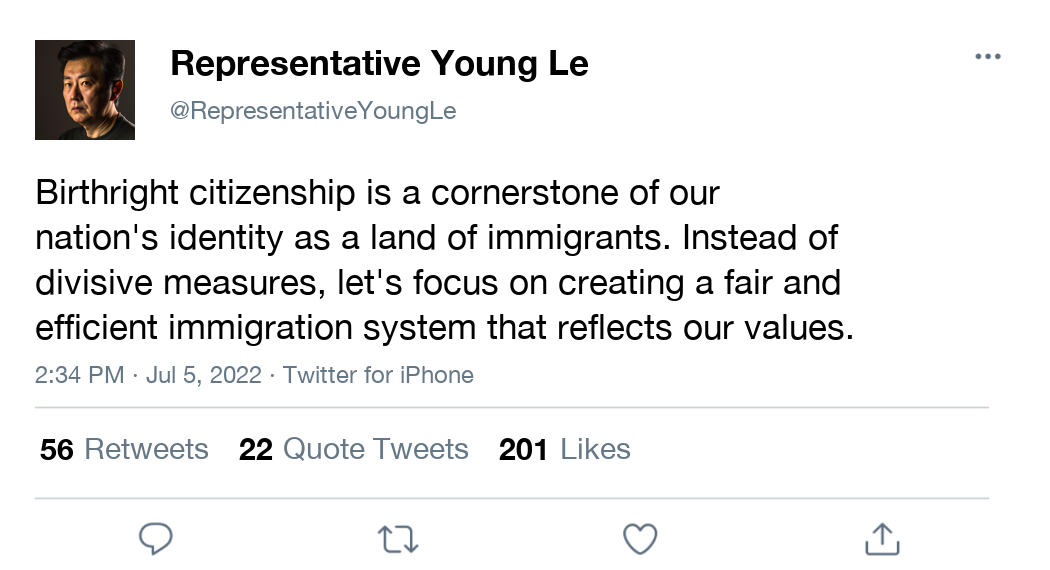 Representative Young Le
@RepresentativeYoungLe
Birthright citizenship is a cornerstone of our
nation's identity as a land of immigrants. Instead of
divisive measures, let's focus on creating a fair and
efficient immigration system that reflects our values.
2:34 PM · Jul 5, 2022 · Twitter for iPhone
56 Retweets 22 Quote Tweets 201 Likes